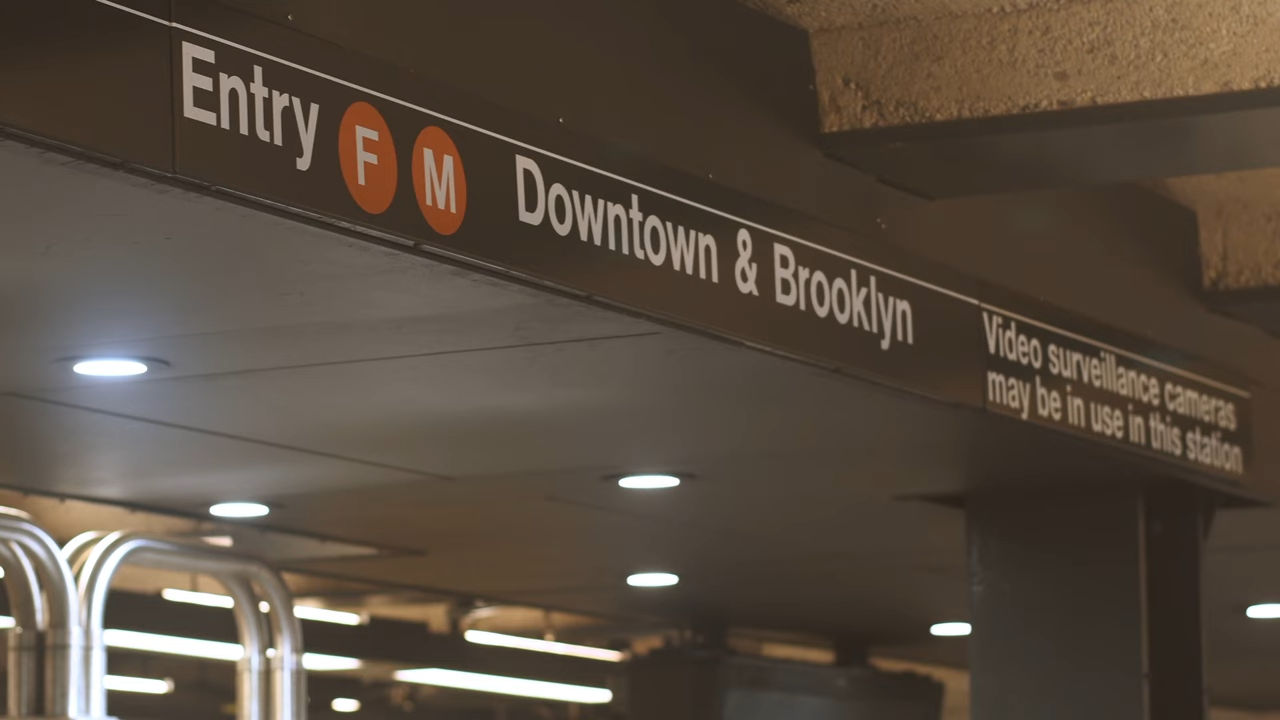 Entry F M Downtown & Brooklyn
Video surveillance cameras
may be in use in this station